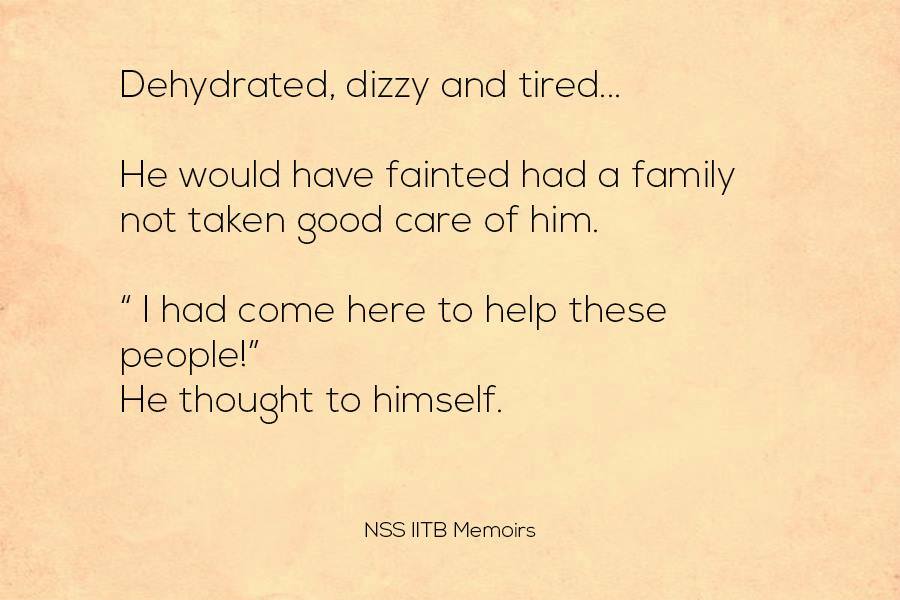 Dehydrated, dizzy and tired...
He would have fainted had a family
not taken good care of him.
“ I had come here to help these
people!”
He thought to himself.
NSS IITB Memoirs